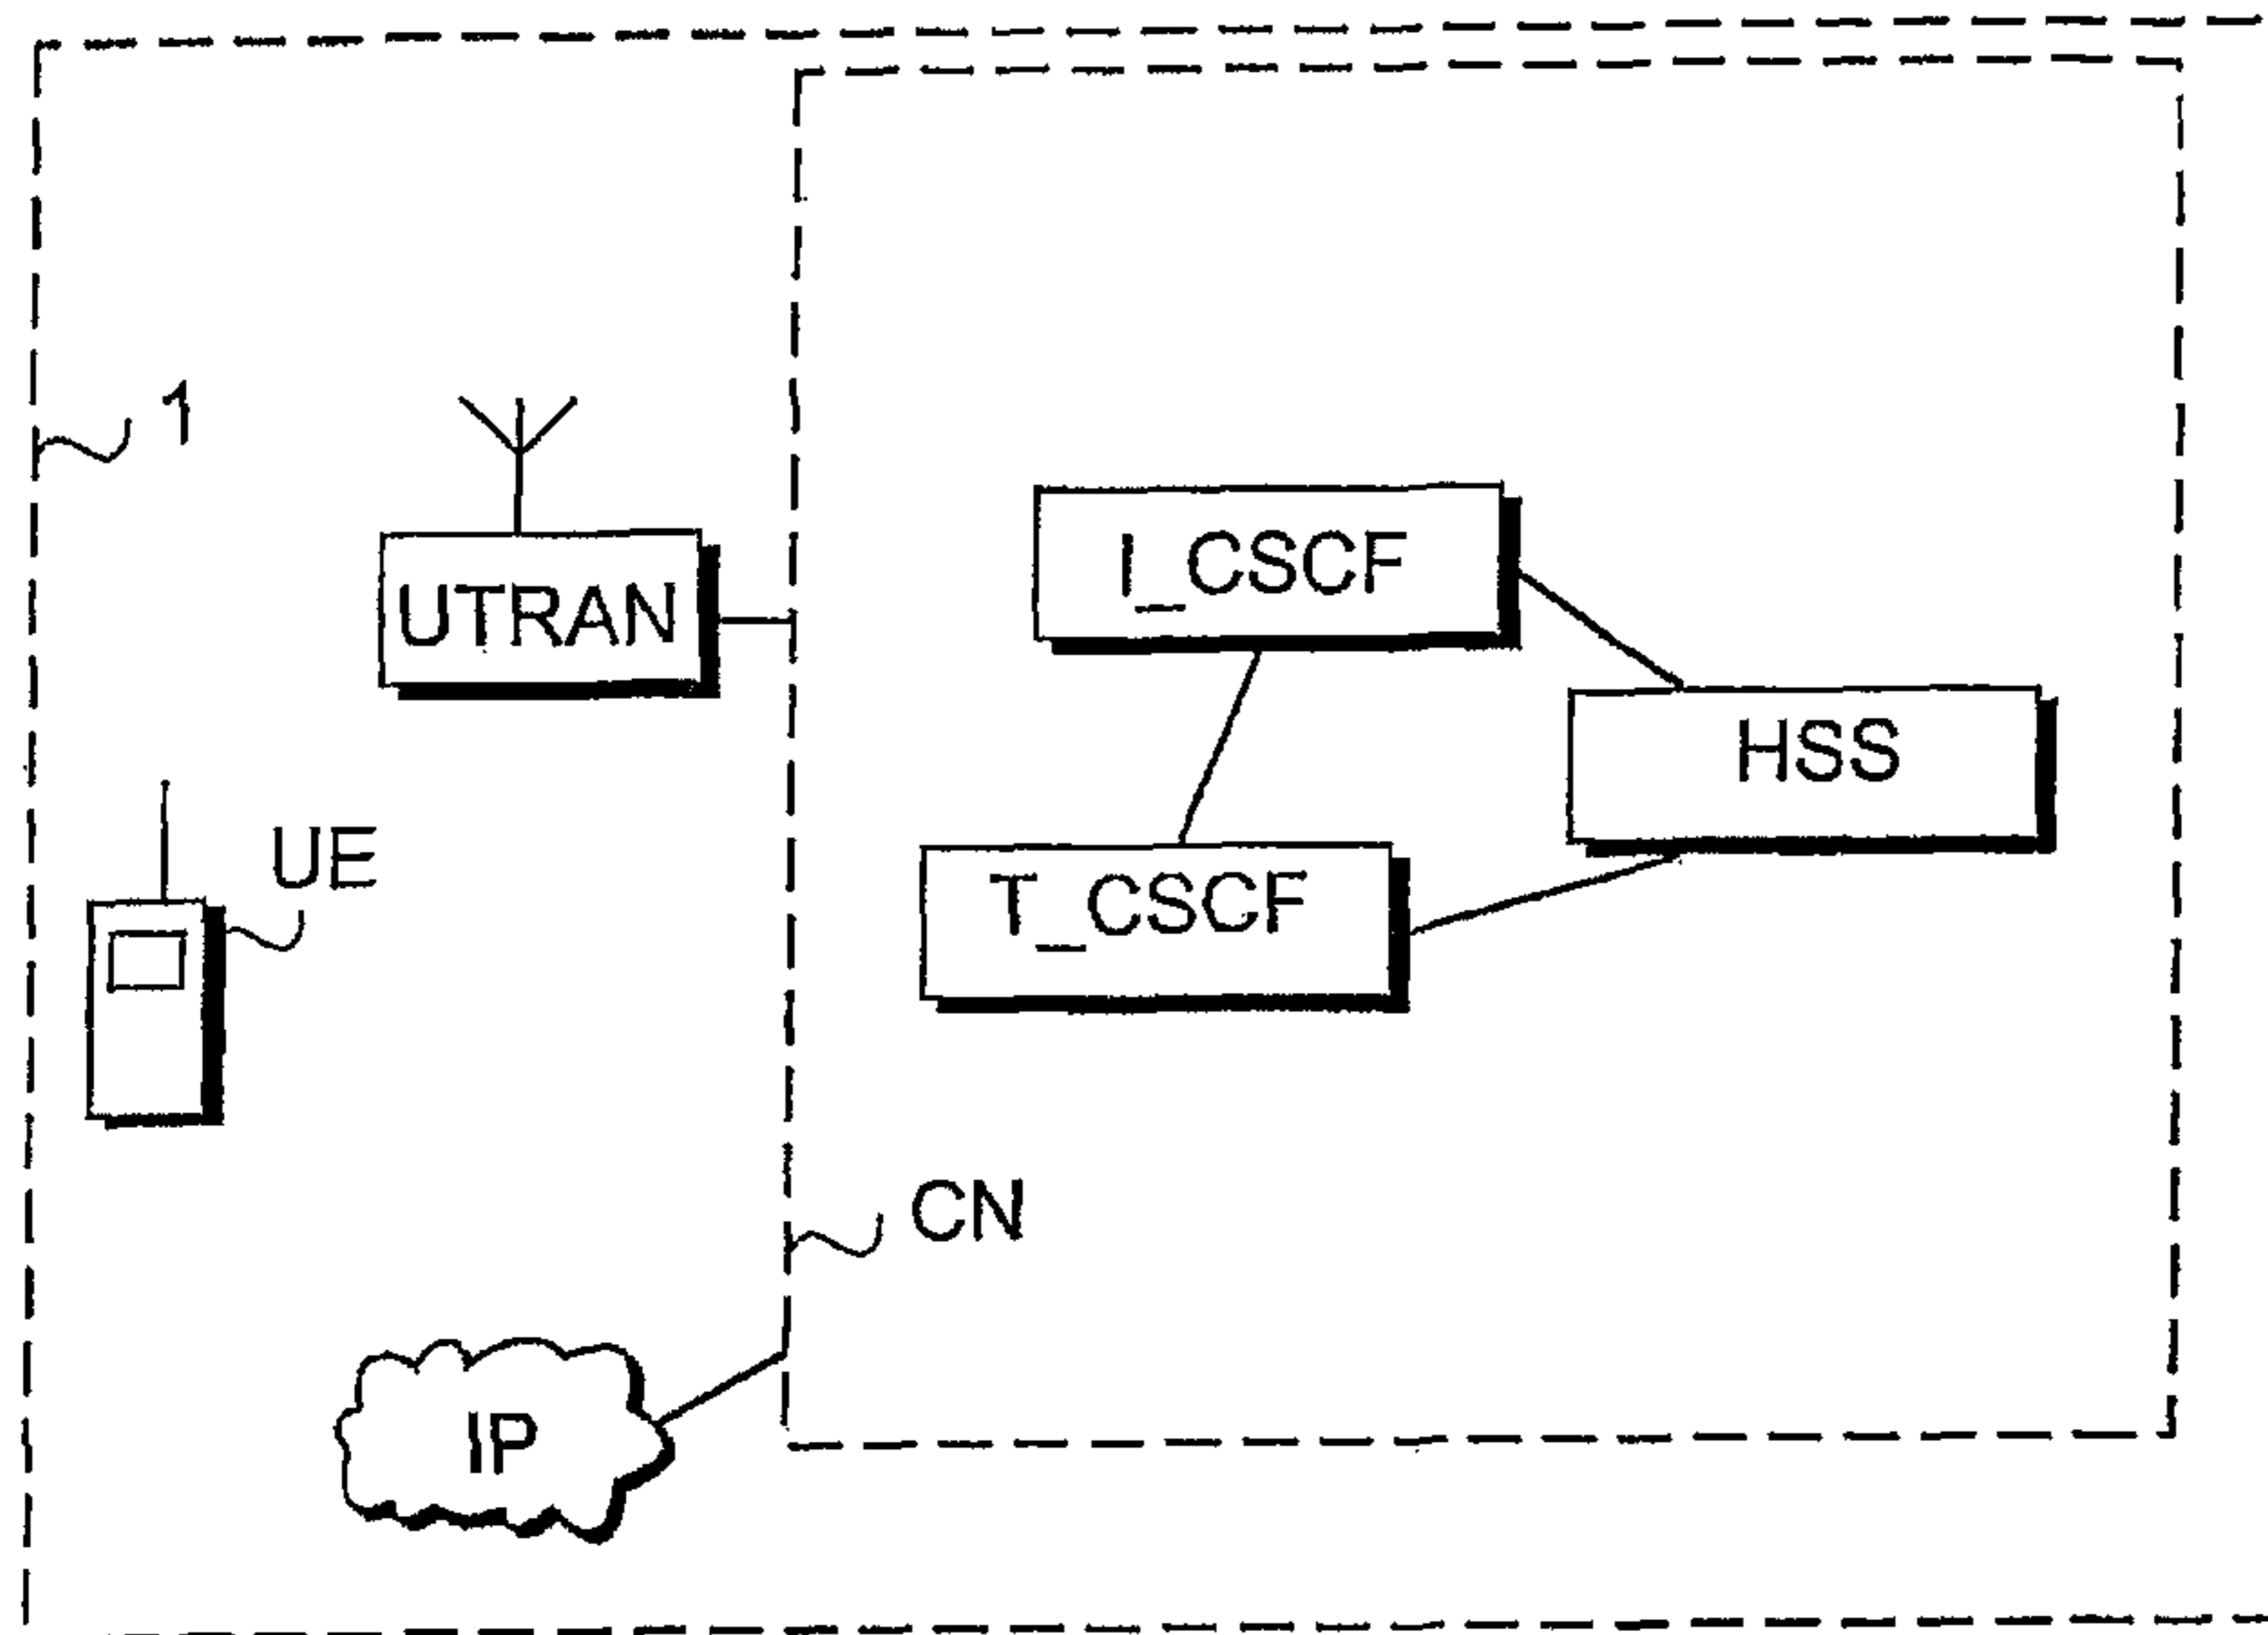 1
UTRAN
I_CSCF
HSS
UE
T_CSCF
CN
IP